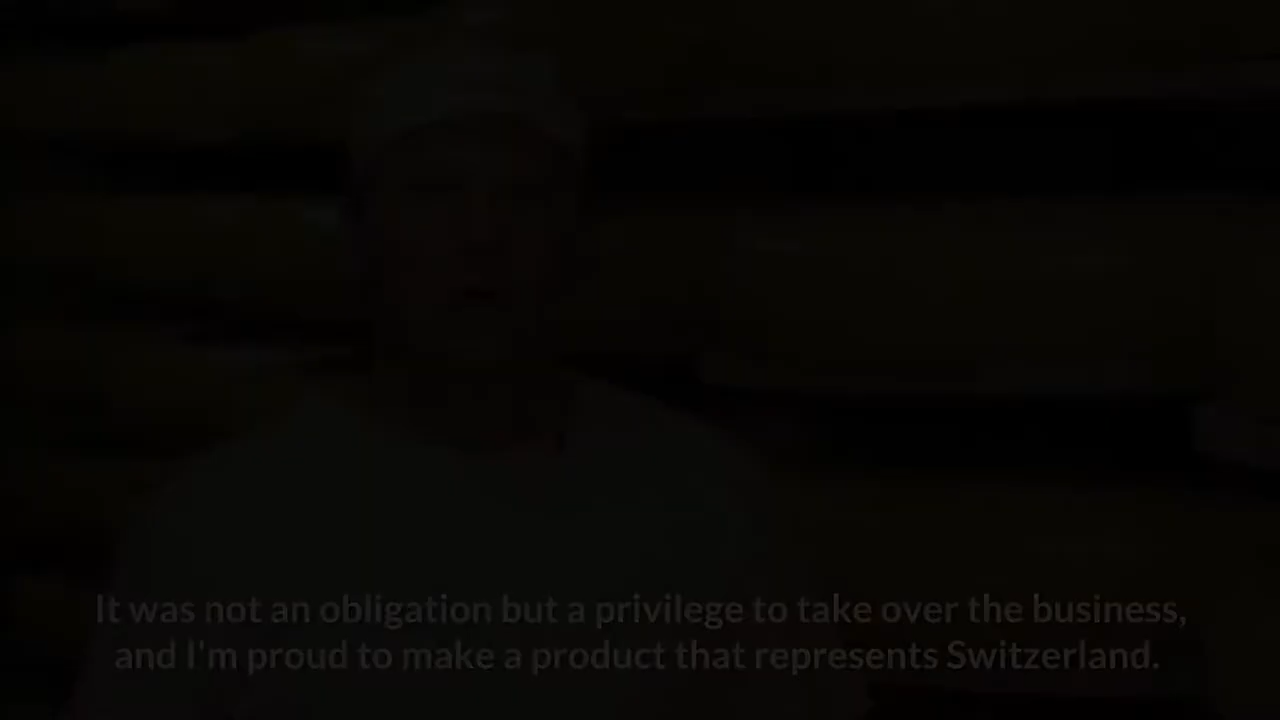 It was not an obligation but a privilege to take over the business,
and I'm proud to make a product that represents Switzerland.